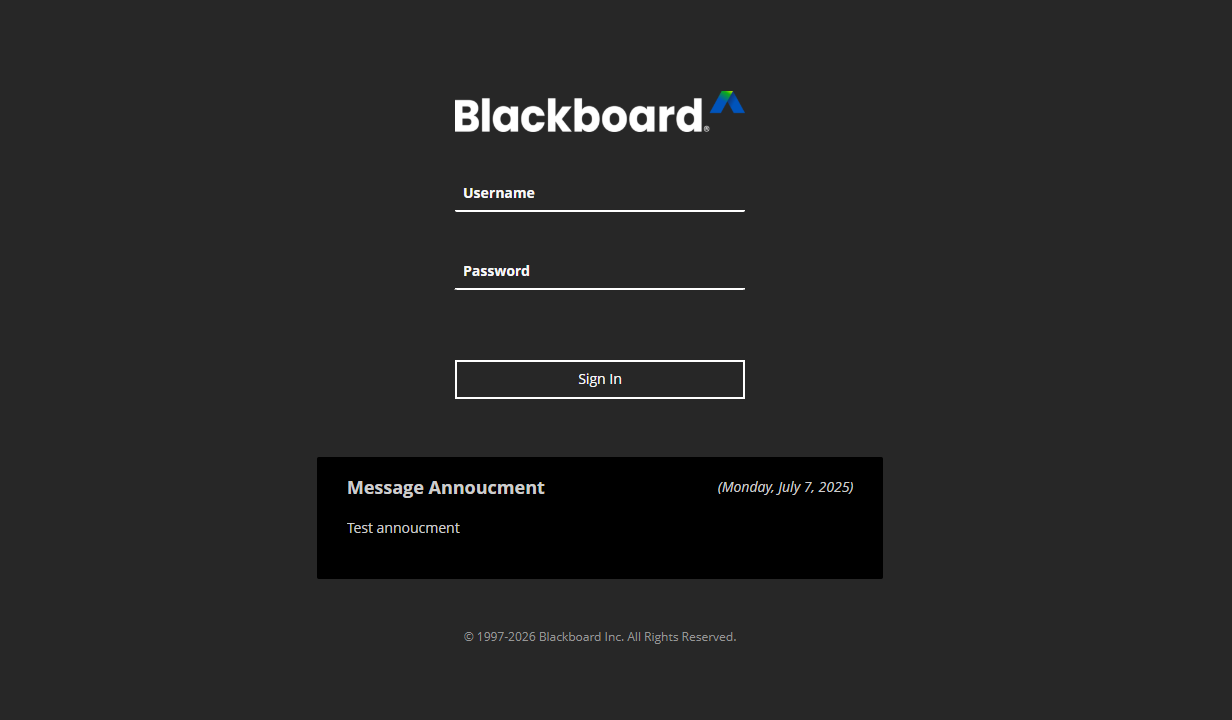 Blackboard®
Username
Password
Sign In
Message Annoucment (Monday, July 7, 2025)
Test annoucment
© 1997-2026 Blackboard Inc. All Rights Reserved.